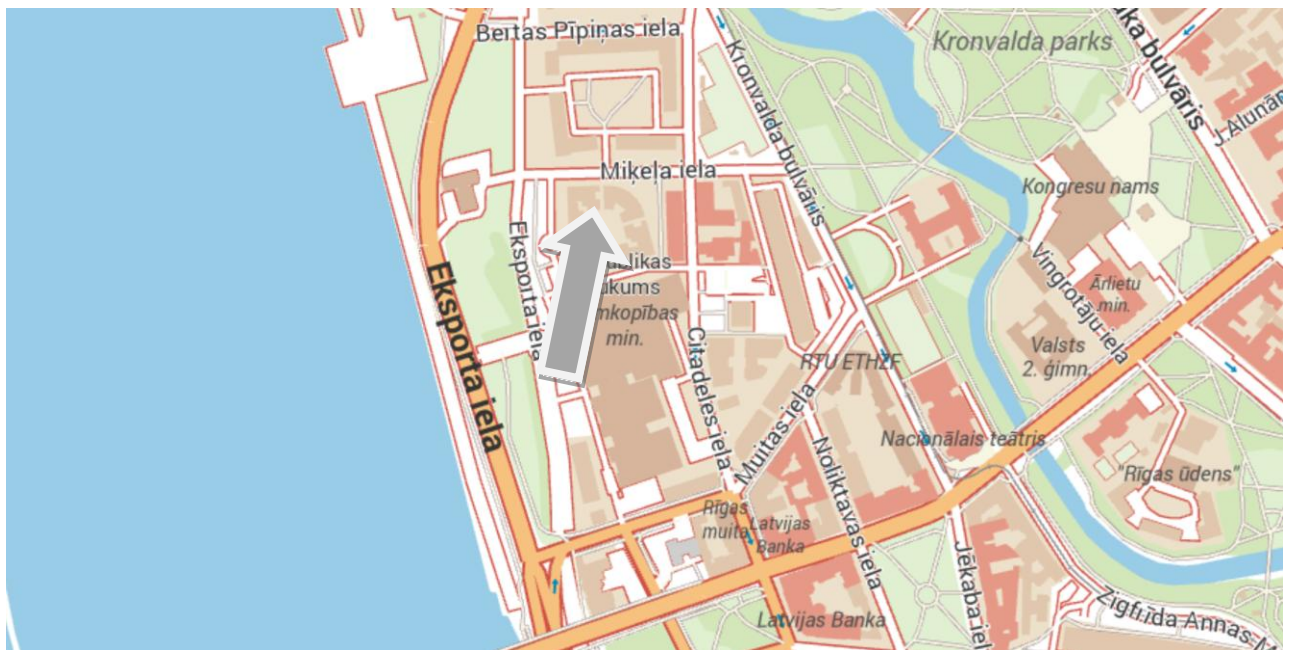 Bertas Pīpiņas iela
Kronvalda parks
Kronvalda bulvāris
bulvāris
Miķeļa iela
Kongresu nams
Eksporta iela
Eksporta iela
min.
Citadeles iela
Vingrotāju iela
Ārlietu
min.
Valsts
2. ģimn.
RTU ETHZF
Muitas iela
Noliktavas iela
Nacionālais teātris
"Rīgas ūdens"
Rīgas
muita
Latvijas
Banka
Latvijas Banka
Jēkaba iel
Zigfrīda Annas M